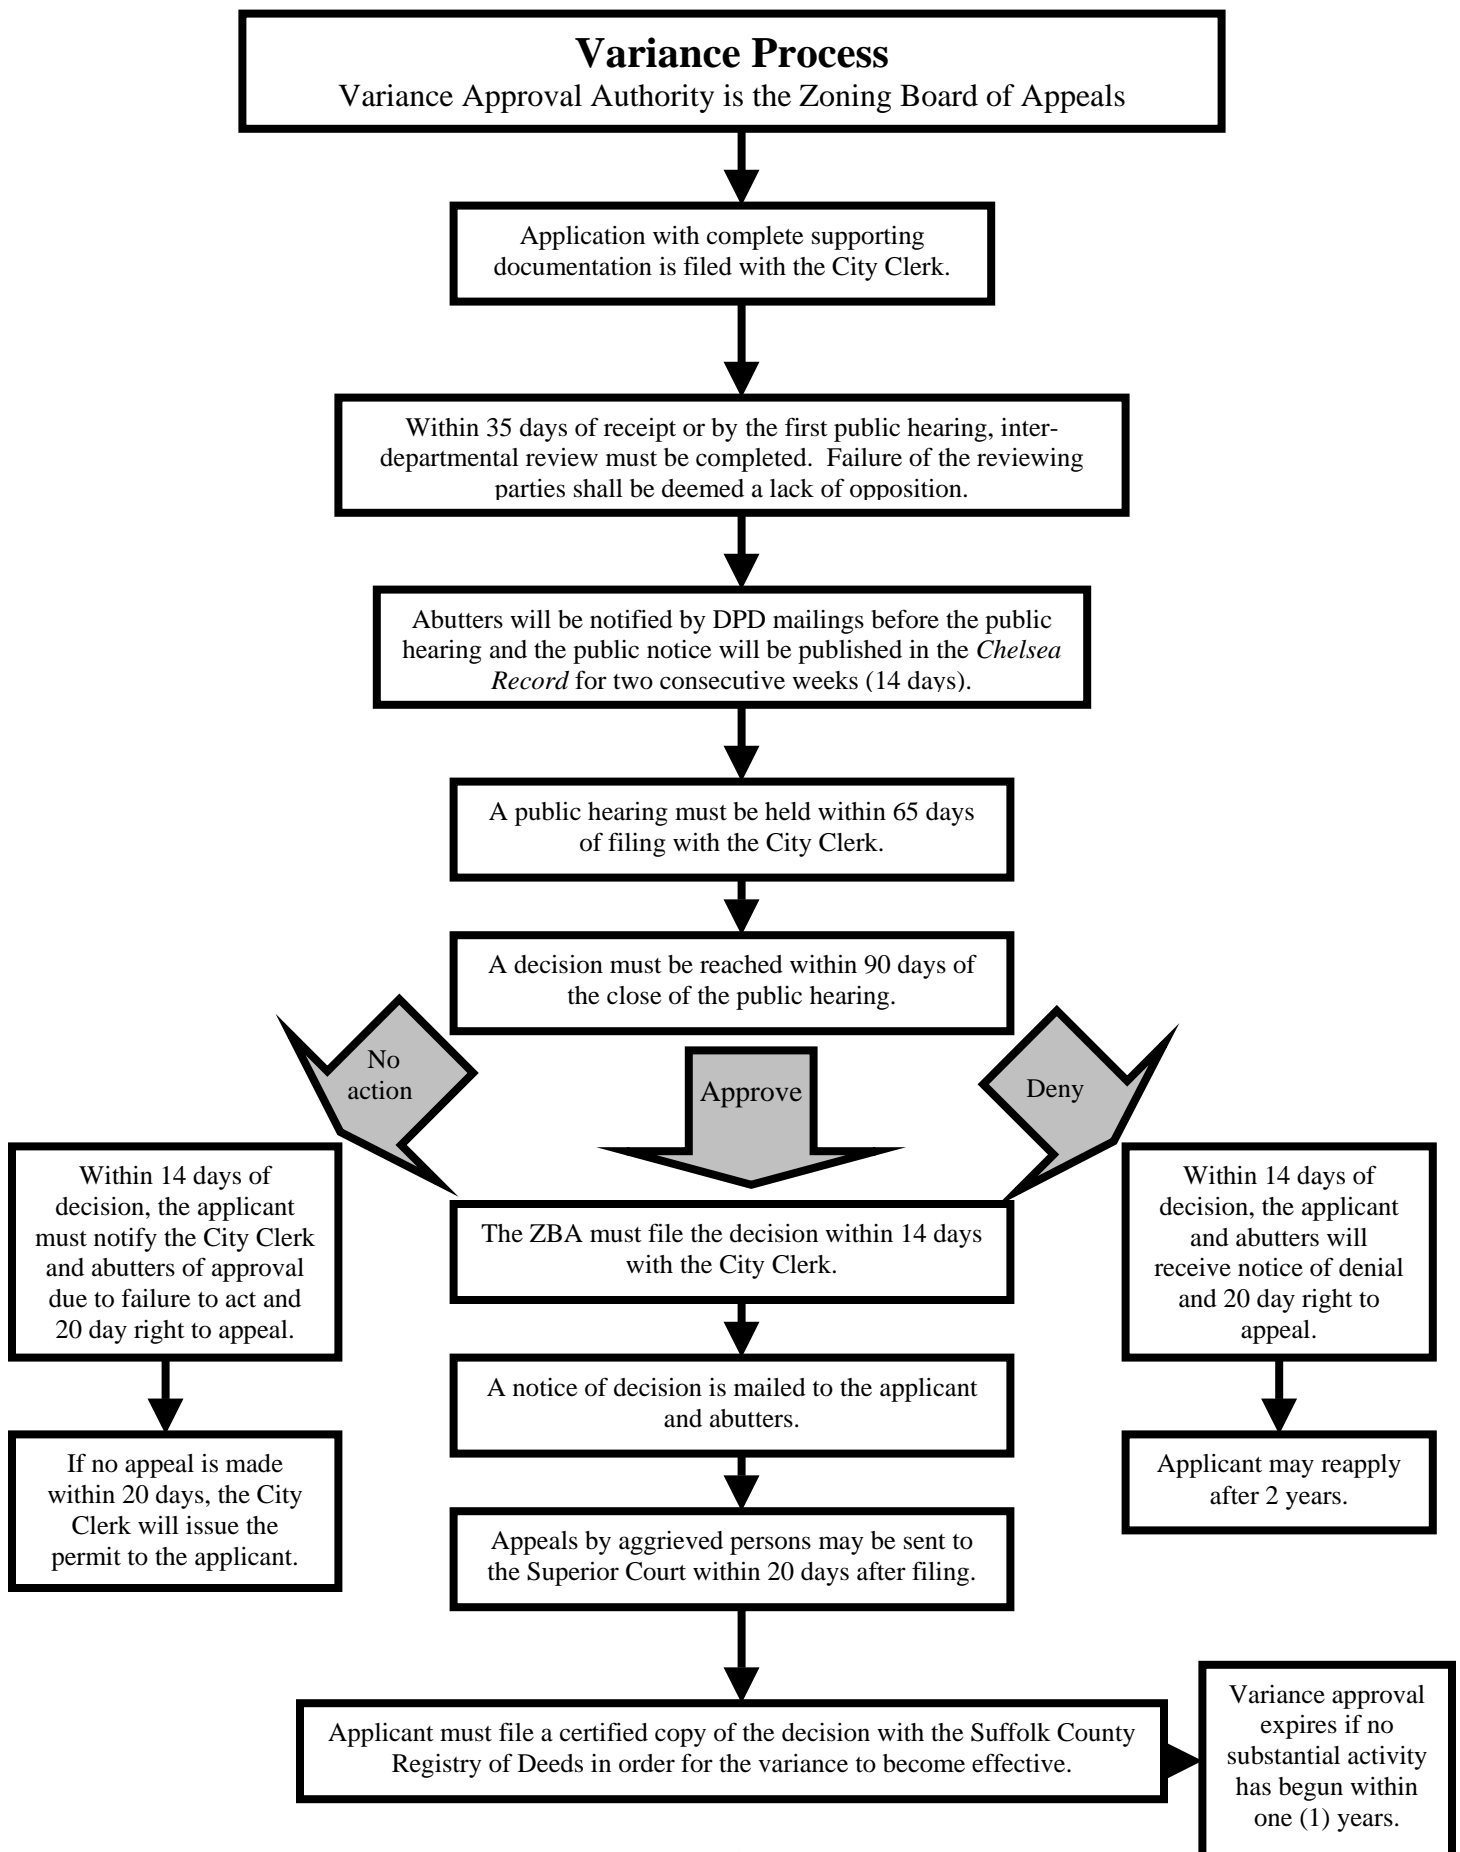 Variance Process
Variance Approval Authority is the Zoning Board of Appeals
Application with complete supporting
documentation is filed with the City Clerk.
Within 35 days of receipt or by the first public hearing, inter-
departmental review must be completed.  Failure of the reviewing
parties shall be deemed a lack of opposition.
Abutters will be notified by DPD mailings before the public
hearing and the public notice will be published in the Chelsea
Record for two consecutive weeks (14 days).
A public hearing must be held within 65 days
of filing with the City Clerk.
A decision must be reached within 90 days of
the close of the public hearing.
No
action
Approve
Deny
Within 14 days of
decision, the applicant
must notify the City Clerk
and abutters of approval
due to failure to act and
20 day right to appeal.
If no appeal is made
within 20 days, the City
Clerk will issue the
permit to the applicant.
The ZBA must file the decision within 14 days
with the City Clerk.
A notice of decision is mailed to the applicant
and abutters.
Appeals by aggrieved persons may be sent to
the Superior Court within 20 days after filing.
Within 14 days of
decision, the applicant
and abutters will
receive notice of denial
and 20 day right to
appeal.
Applicant may reapply
after 2 years.
Applicant must file a certified copy of the decision with the Suffolk County
Registry of Deeds in order for the variance to become effective.
Variance approval
expires if no
substantial activity
has begun within
one (1) years.